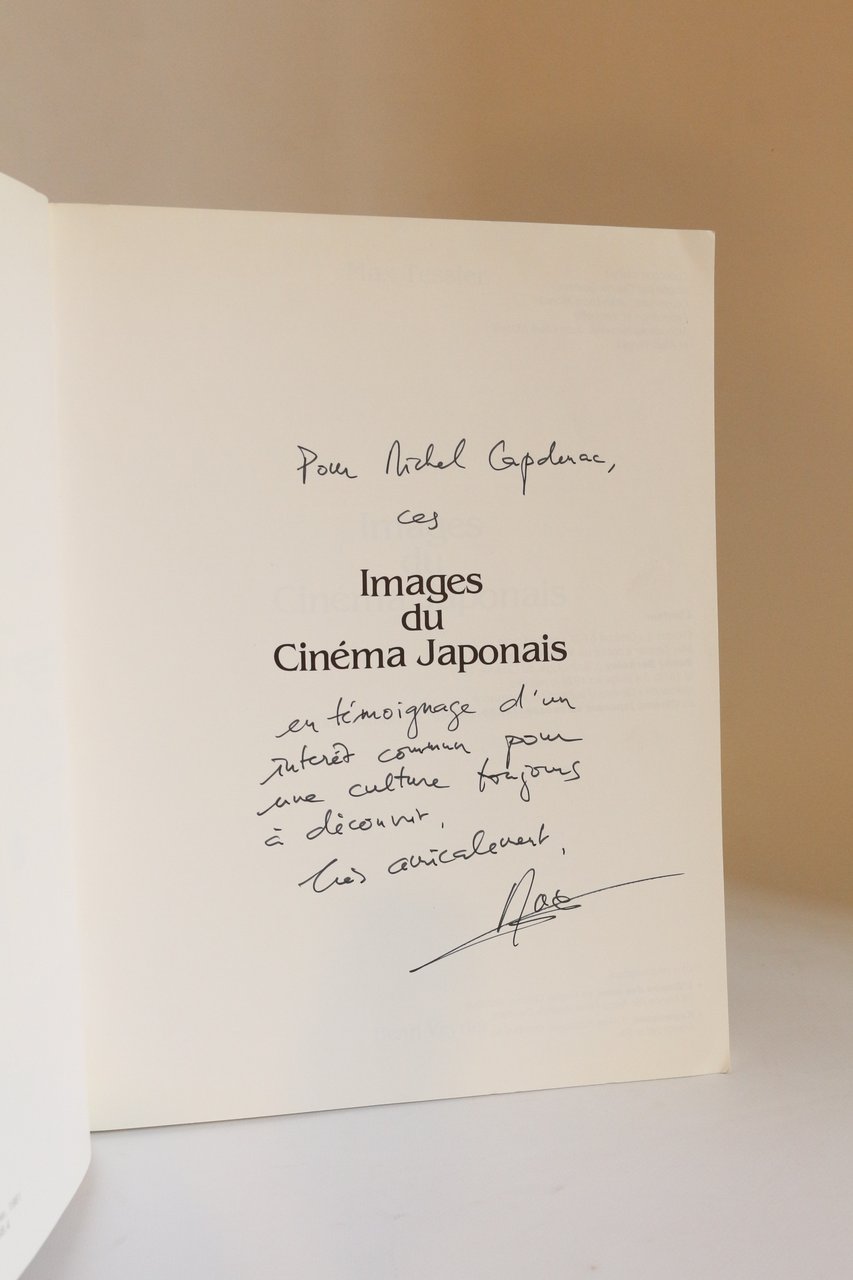 Pour Michel Capdenac,
ces
Images
du
Cinéma Japonais
en témoignage d'un
intérêt commun pour
une culture toujours
à découvrir.
très amicalement,
Max